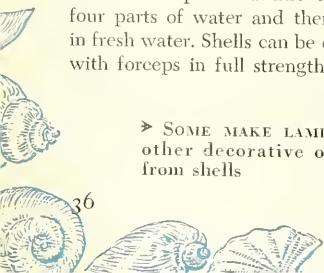 four parts of water and then
in fresh water. Shells can be
with forceps in full strength
➤ SOME MAKE LAM
other decorative
from shells
36